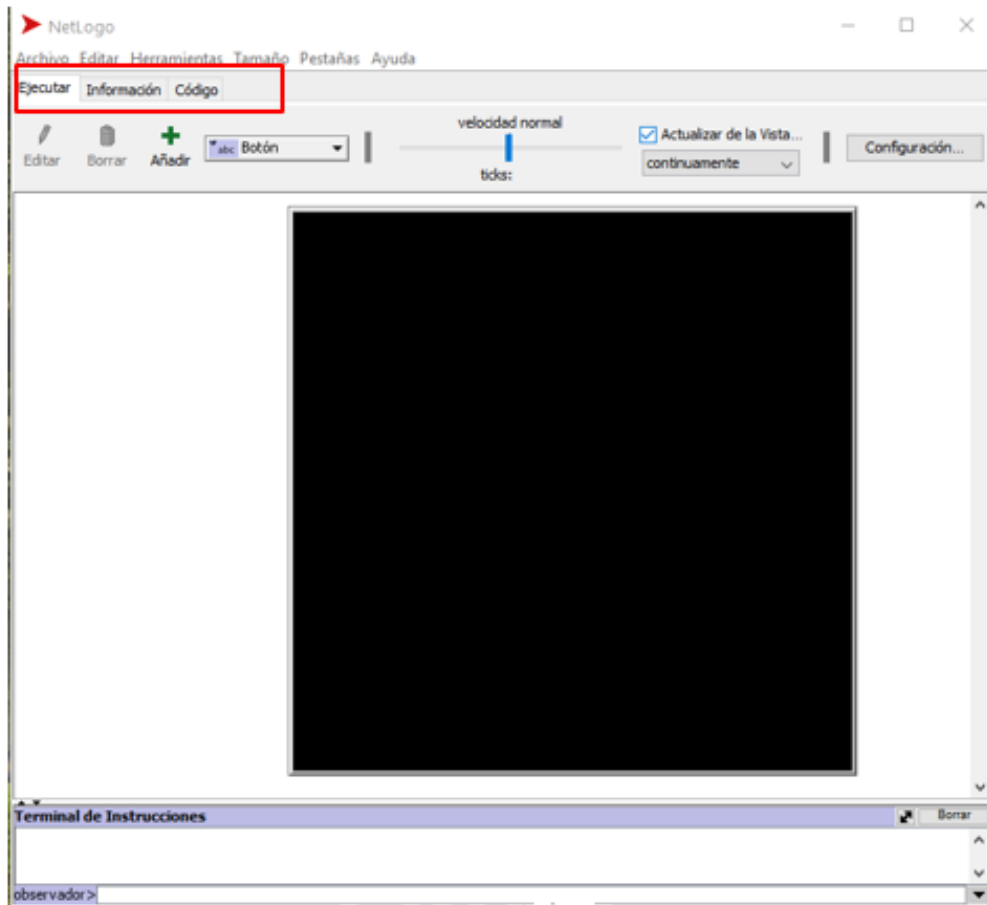 NetLogo
Archivo Editar Herramientas Tamaño Pestañas Ayuda
Ejecutar Información Código
Editar Borrar Añadir abc Botón velocidad normal ticks: Actualizar de la Vista... continuamente Configuración...
Terminal de Instrucciones Borrar
observador>